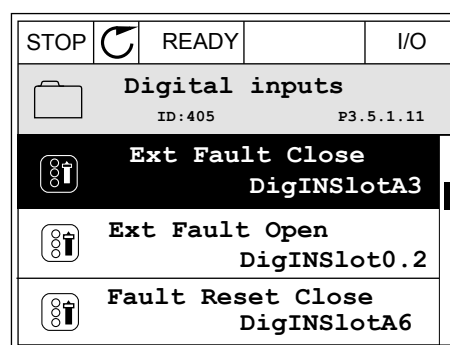 STOP READY I/O
Digital inputs
ID:405 P3.5.1.11
Ext Fault Close
DigINSlotA3
Ext Fault Open
DigINSlot0.2
Fault Reset Close
DigINSlotA6